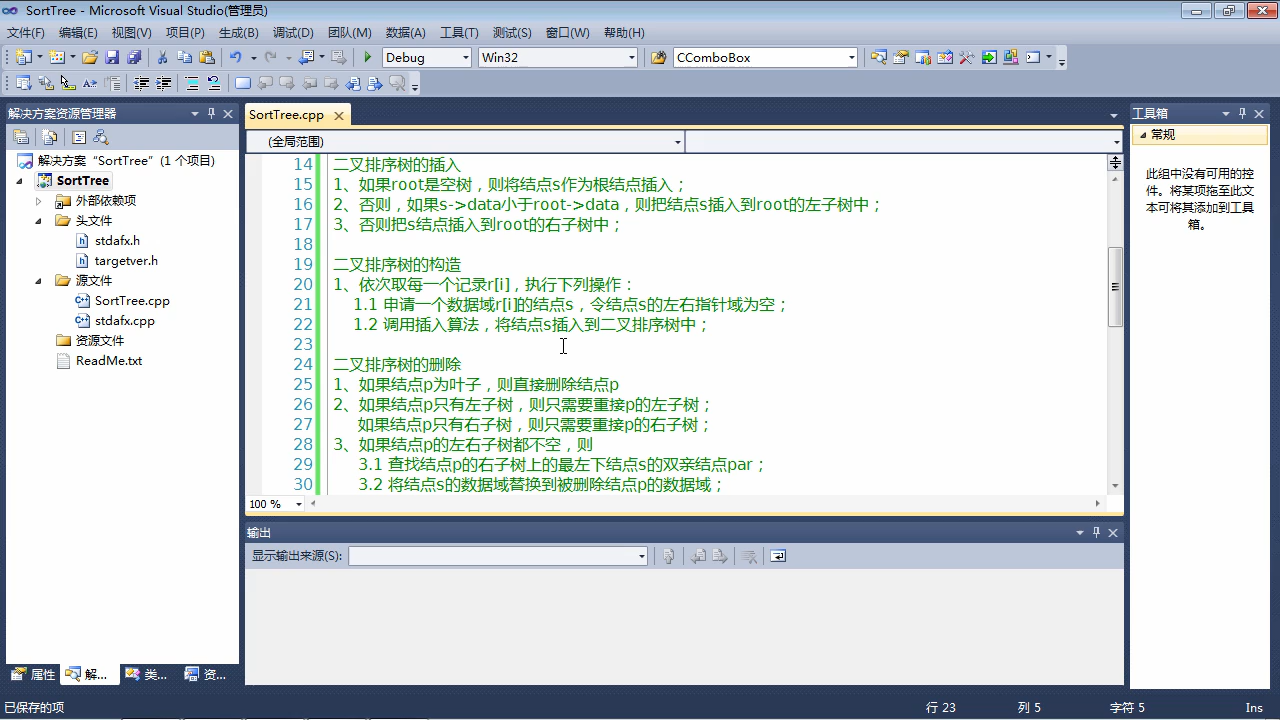 SortTree - Microsoft Visual Studio(管理员)
文件(F) 编辑(E) 视图(V) 项目(P) 生成(B) 调试(D) 团队(M) 数据(A) 工具(T) 测试(S) 窗口(W) 帮助(H)
Debug Win32 CComboBox
解决方案资源管理器
解决方案“SortTree”(1 个项目)
SortTree
外部依赖项
头文件
stdafx.h
targetver.h
源文件
SortTree.cpp
stdafx.cpp
资源文件
ReadMe.txt
属性 解... 类... 资...
SortTree.cpp
(全局范围)
14 二叉排序树的插入
15 1、如果root是空树，则将结点s作为根结点插入；
16 2、否则，如果s->data小于root->data，则把结点s插入到root的左子树中；
17 3、否则把s结点插入到root的右子树中；
18
19 二叉排序树的构造
20 1、依次取每一个记录r[i]，执行下列操作：
21 1.1 申请一个数据域r[i]的结点s，令结点s的左右指针域为空；
22 1.2 调用插入算法，将结点s插入到二叉排序树中；
23
24 二叉排序树的删除
25 1、如果结点p为叶子，则直接删除结点p
26 2、如果结点p只有左子树，则只需要重接p的左子树；
27 如果结点p只有右子树，则只需要重接p的右子树；
28 3、如果结点p的左右子树都不空，则
29 3.1 查找结点p的右子树上的最左下结点s的双亲结点par；
30 3.2 将结点s的数据域替换到被删除结点p的数据域；
100 %
输出
显示输出来源(S):
工具箱
常规
此组中没有可用的控
件。将某项拖至此文
本可将其添加到工具
箱。
已保存的项 行 23 列 5 字符 5 Ins